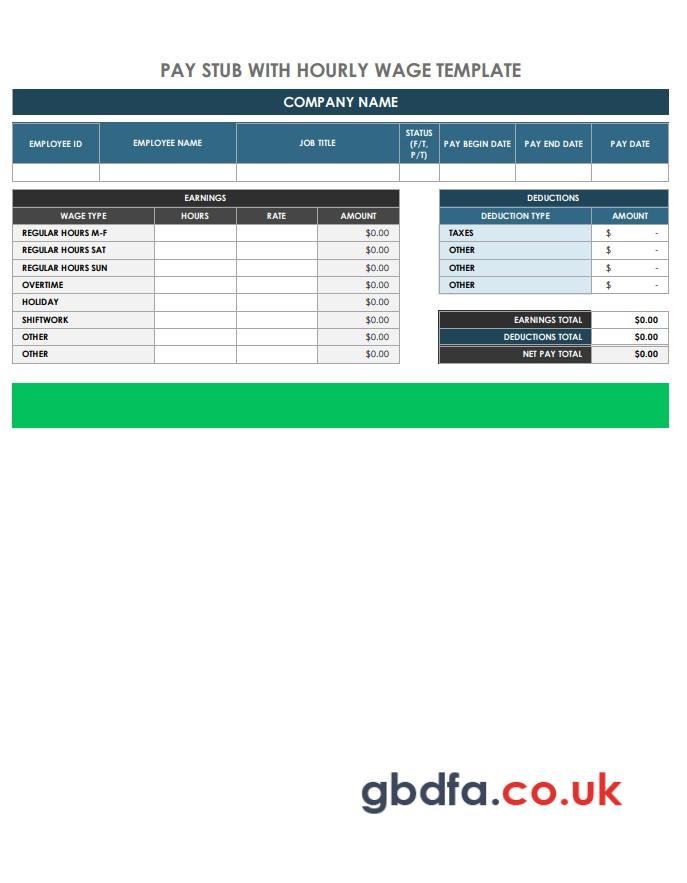 PAY STUB WITH HOURLY WAGE TEMPLATE
COMPANY NAME
EMPLOYEE ID EMPLOYEE NAME JOB TITLE STATUS (F/T, P/T) PAY BEGIN DATE PAY END DATE PAY DATE
EARNINGS
WAGE TYPE HOURS RATE AMOUNT
REGULAR HOURS M-F $0.00
REGULAR HOURS SAT $0.00
REGULAR HOURS SUN $0.00
OVERTIME $0.00
HOLIDAY $0.00
SHIFTWORK $0.00
OTHER $0.00
OTHER $0.00
DEDUCTIONS
DEDUCTION TYPE AMOUNT
TAXES $ -
OTHER $ -
OTHER $ -
OTHER $ -
EARNINGS TOTAL $0.00
DEDUCTIONS TOTAL $0.00
NET PAY TOTAL $0.00
gbdfa.co.uk